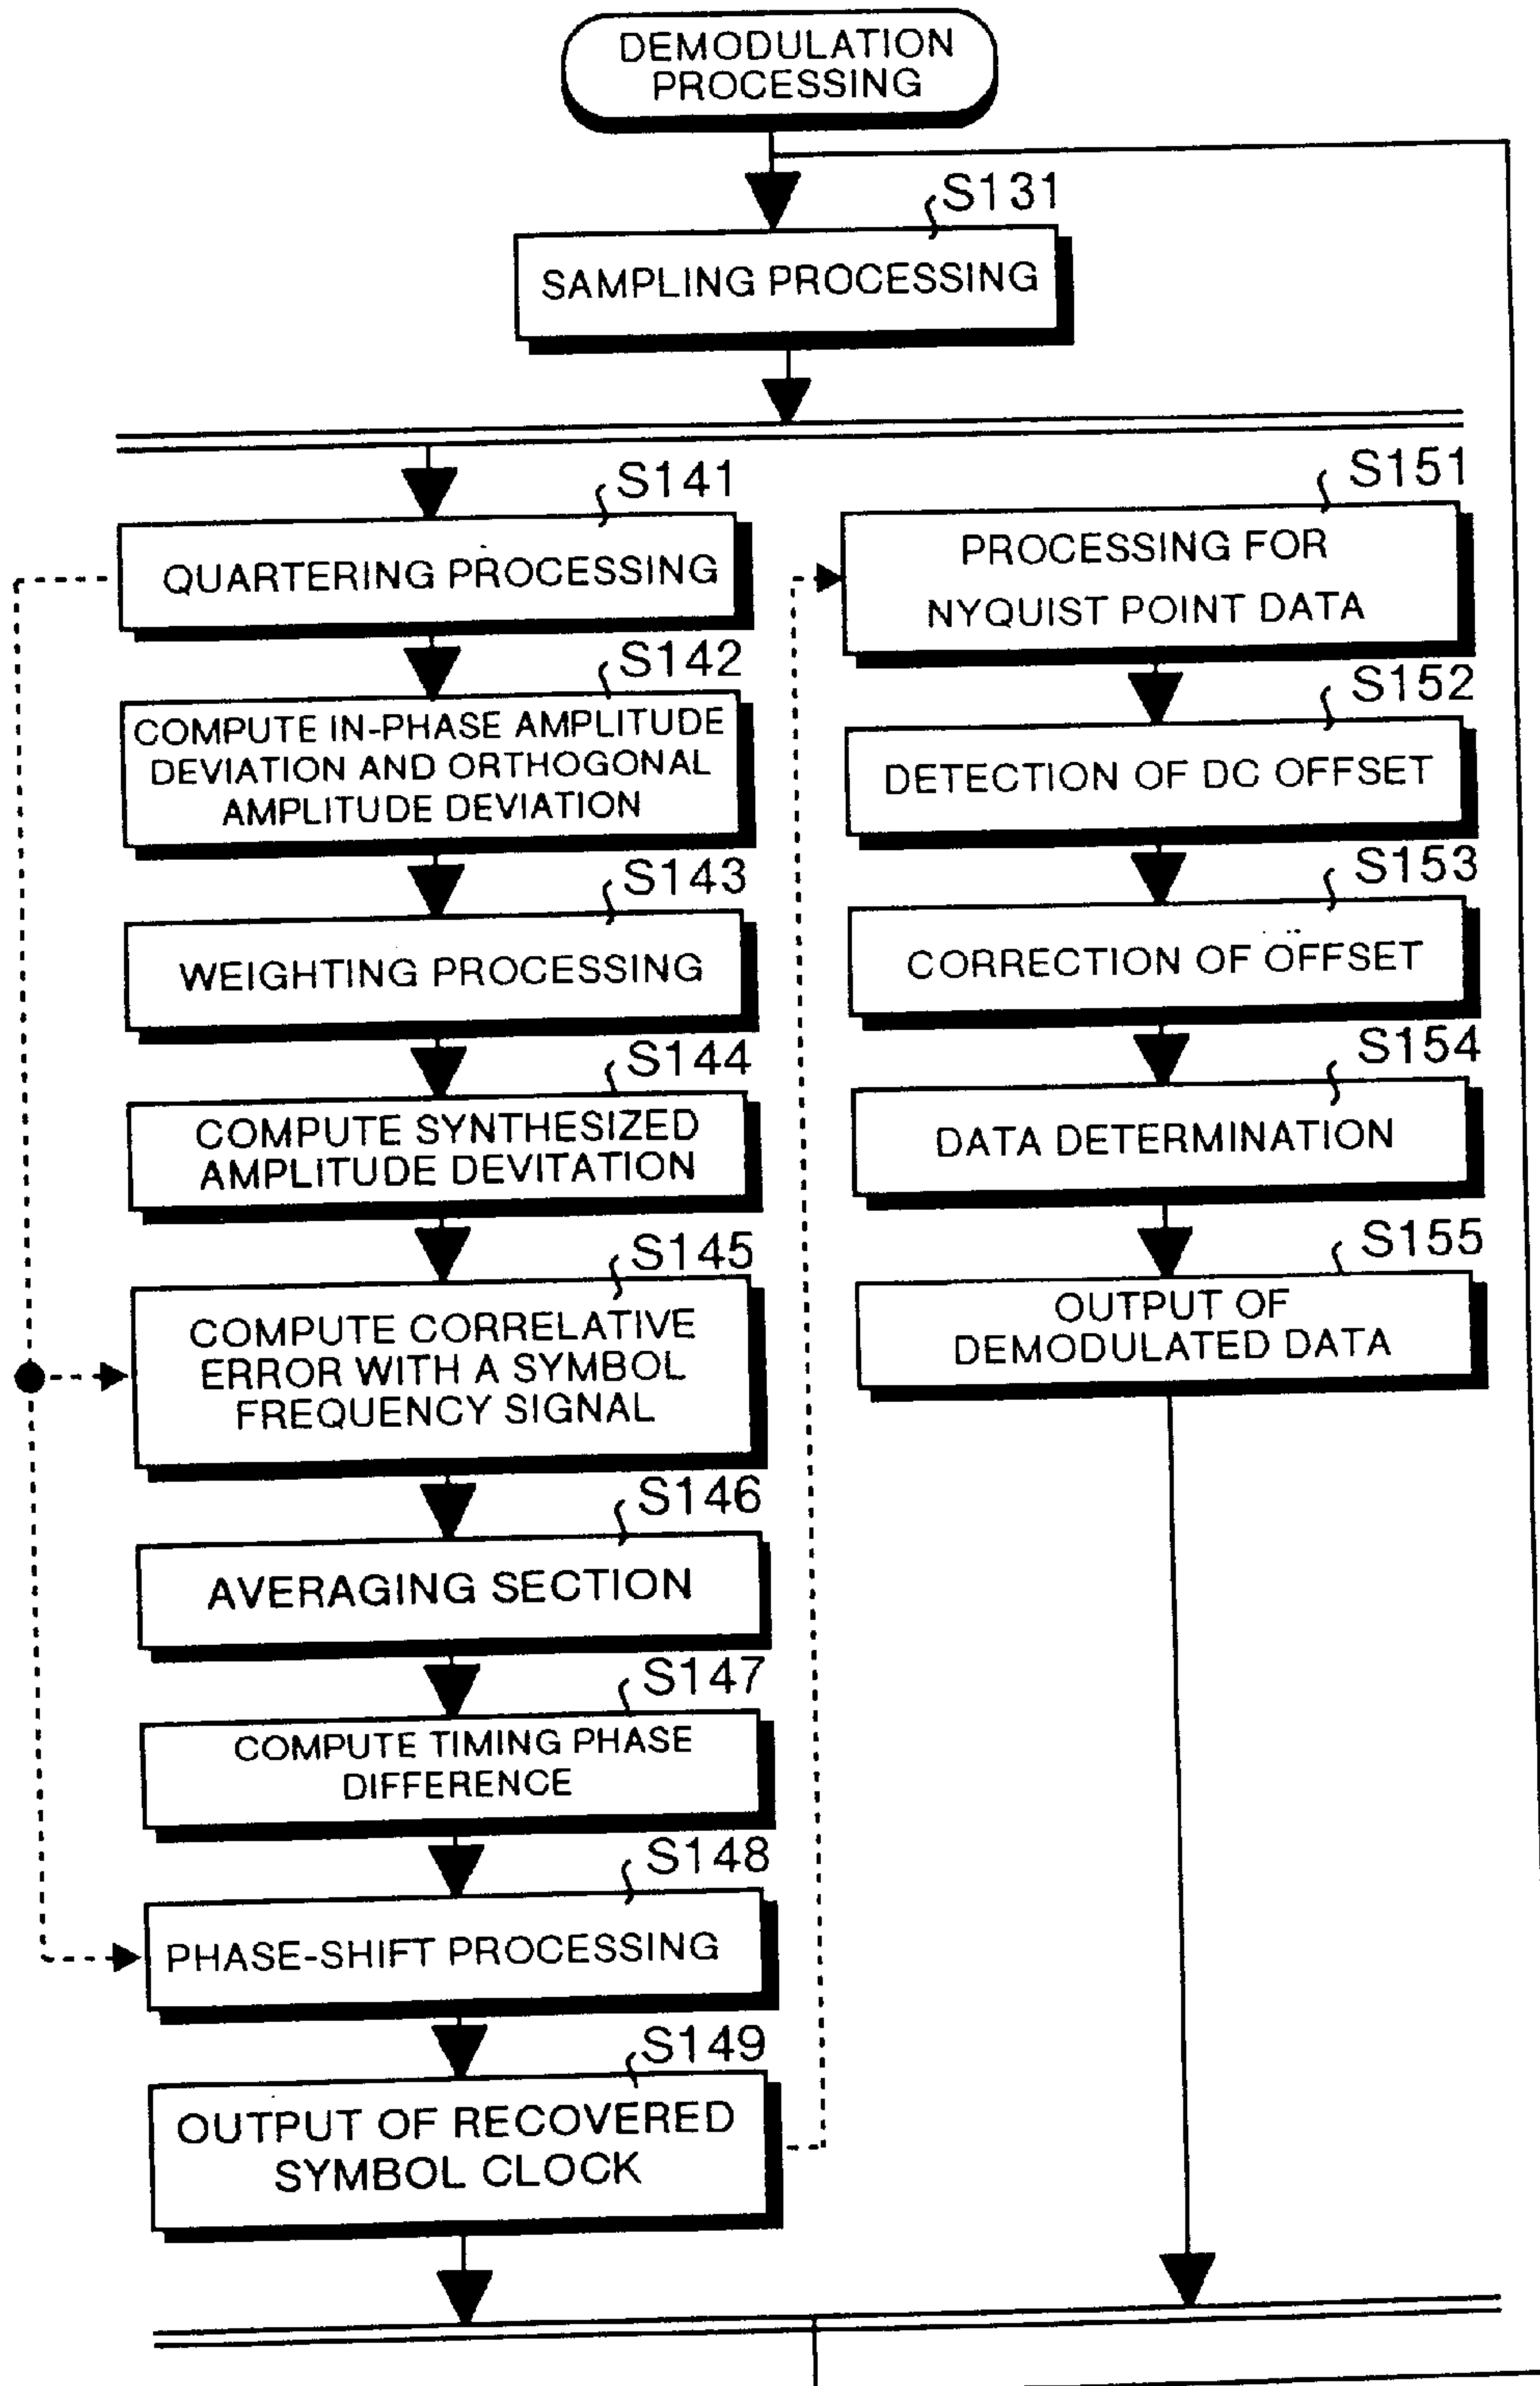 DEMODULATION
PROCESSING
S131
SAMPLING PROCESSING
S141
QUARTERING PROCESSING
S142
COMPUTE IN-PHASE AMPLITUDE
DEVIATION AND ORTHOGONAL
AMPLITUDE DEVIATION
S143
WEIGHTING PROCESSING
S144
COMPUTE SYNTHESIZED
AMPLITUDE DEVITATION
S145
COMPUTE CORRELATIVE
ERROR WITH A SYMBOL
FREQUENCY SIGNAL
S146
AVERAGING SECTION
S147
COMPUTE TIMING PHASE
DIFFERENCE
S148
PHASE-SHIFT PROCESSING
S149
OUTPUT OF RECOVERED
SYMBOL CLOCK
S151
PROCESSING FOR
NYQUIST POINT DATA
S152
DETECTION OF DC OFFSET
S153
CORRECTION OF OFFSET
S154
DATA DETERMINATION
S155
OUTPUT OF
DEMODULATED DATA